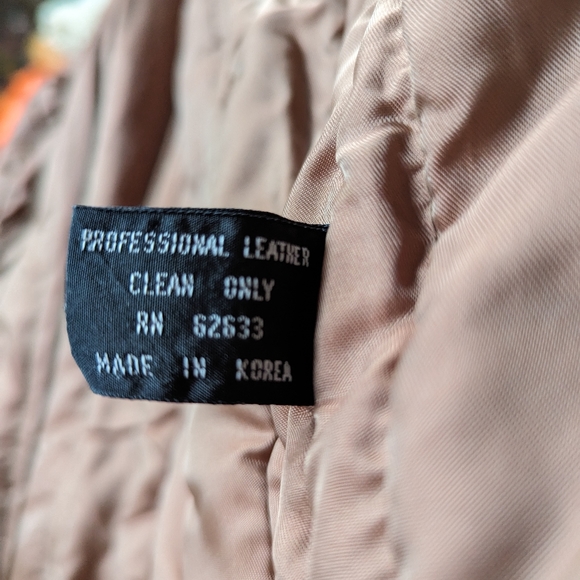 PROFESSIONAL LEATHER
CLEAN ONLY
RN 62633
MADE IN KOREA